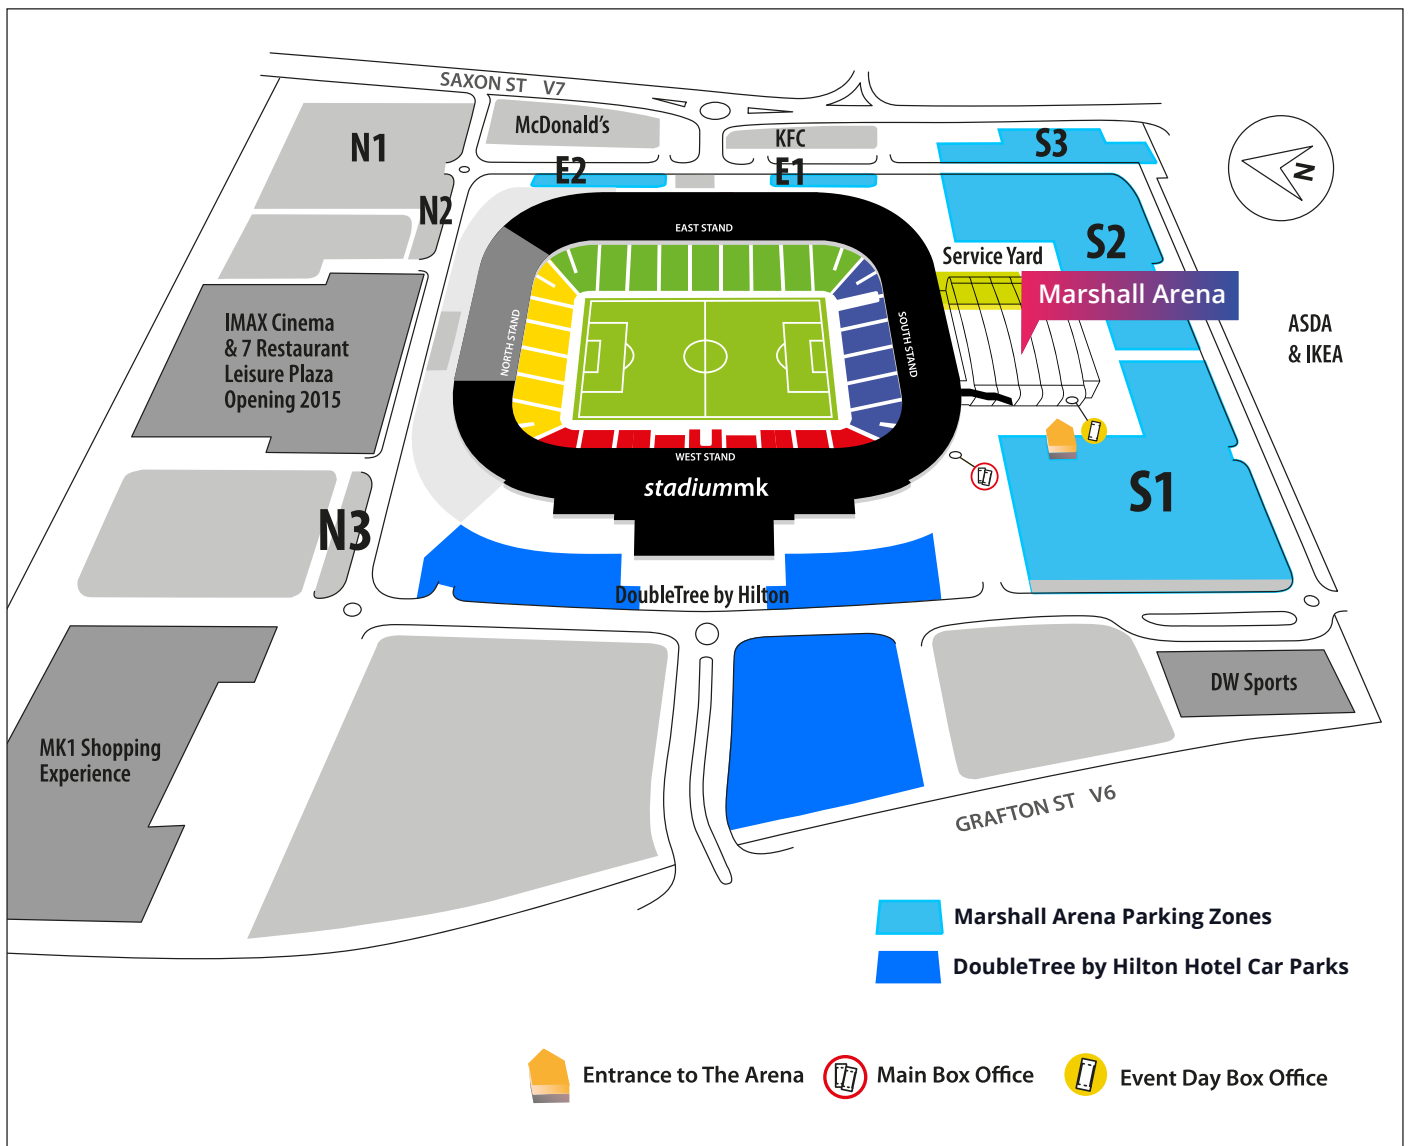 SAXON ST V7
McDonald's
KFC
N1
E2
E1
S3
N2
N
EAST STAND
S2
Service Yard
Marshall Arena
IMAX Cinema
& 7 Restaurant
Leisure Plaza
Opening 2015
NORTH STAND
SOUTH STAND
ASDA
& IKEA
WEST STAND
stadiummk
S1
N3
DoubleTree by Hilton
DW Sports
MK1 Shopping
Experience
GRAFTON ST V6
Marshall Arena Parking Zones
DoubleTree by Hilton Hotel Car Parks
Entrance to The Arena
Main Box Office
Event Day Box Office